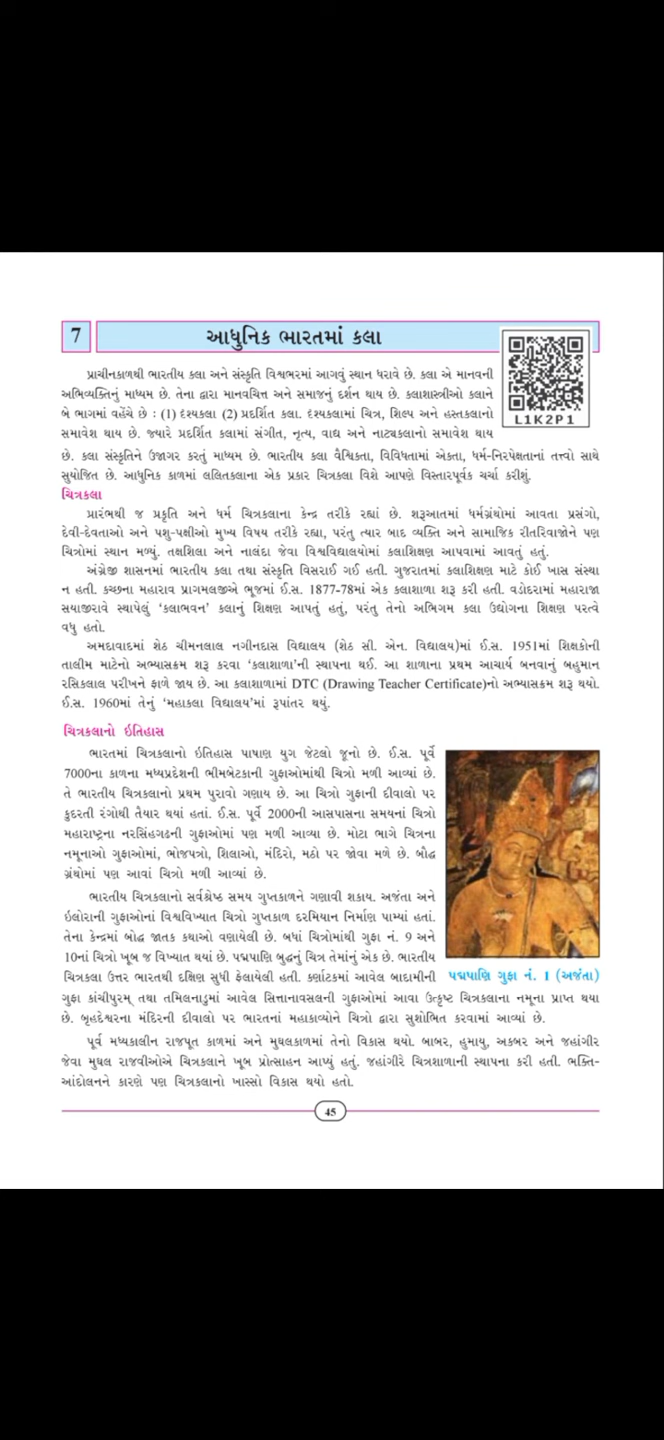 7
આધુનિક ભારતમાં કલા
L1K2P1
પ્રાચીનકાળથી ભારતીય કલા અને સંસ્કૃતિ વિશ્વભરમાં આગવું સ્થાન ધરાવે છે. કલા એ માનવની
અભિવ્યક્તિનું માધ્યમ છે. તેના દ્વારા માનવચિત્ત અને સમાજનું દર્શન થાય છે. કલાશાસ્ત્રીઓ કલાને
બે ભાગમાં વહેંચે છે : (1) દશ્યકલા (2) પ્રદર્શિત કલા. દશ્યકલામાં ચિત્ર, શિલ્પ અને હસ્તકલાનો
સમાવેશ થાય છે. જ્યારે પ્રદર્શિત કલામાં સંગીત, નૃત્ય, વાદ્ય અને નાટ્યકલાનો સમાવેશ થાય
છે. કલા સંસ્કૃતિને ઉજાગર કરતું માધ્યમ છે. ભારતીય કલા વૈશ્વિકતા, વિવિધતામાં એકતા, ધર્મ-નિરપેક્ષતાનાં તત્ત્વો સાથે
સુયોજિત છે. આધુનિક કાળમાં લલિતકલાના એક પ્રકાર ચિત્રકલા વિશે આપણે વિસ્તારપૂર્વક ચર્ચા કરીશું.
ચિત્રકલા
પ્રારંભથી જ પ્રકૃતિ અને ધર્મ ચિત્રકલાના કેન્દ્ર તરીકે રહ્યાં છે. શરૂઆતમાં ધર્મગ્રંથોમાં આવતા પ્રસંગો,
દેવી-દેવતાઓ અને પશુ-પક્ષીઓ મુખ્ય વિષય તરીકે રહ્યા, પરંતુ ત્યાર બાદ વ્યક્તિ અને સામાજિક રીતરિવાજોને પણ
ચિત્રોમાં સ્થાન મળ્યું. તક્ષશિલા અને નાલંદા જેવા વિશ્વવિદ્યાલયોમાં કલાશિક્ષણ આપવામાં આવતું હતું.
અંગ્રેજી શાસનમાં ભારતીય કલા તથા સંસ્કૃતિ વિસરાઈ ગઈ હતી. ગુજરાતમાં કલાશિક્ષણ માટે કોઈ ખાસ સંસ્થા
ન હતી. કચ્છના મહારાવ પ્રાગમલજીએ ભૂજમાં ઈ.સ. 1877-78માં એક કલાશાળા શરૂ કરી હતી. વડોદરામાં મહારાજા
સયાજીરાવે સ્થાપેલું ‘કલાભવન’ કલાનું શિક્ષણ આપતું હતું, પરંતુ તેનો અભિગમ કલા ઉદ્યોગના શિક્ષણ પરત્વે
વધુ હતો.
અમદાવાદમાં શેઠ ચીમનલાલ નગીનદાસ વિદ્યાલય (શેઠ સી. એન. વિદ્યાલય)માં ઈ.સ. 1951માં શિક્ષકોની
તાલીમ માટેનો અભ્યાસક્રમ શરૂ કરવા ‘કલાશાળા’ની સ્થાપના થઈ. આ શાળાના પ્રથમ આચાર્ય બનવાનું બહુમાન
રસિકલાલ પરીખને ફાળે જાય છે. આ કલાશાળામાં DTC (Drawing Teacher Certificate)નો અભ્યાસક્રમ શરૂ થયો.
ઈ.સ. 1960માં તેનું ‘મહાકલા વિદ્યાલય’માં રૂપાંતર થયું.
ચિત્રકલાનો ઇતિહાસ
ભારતમાં ચિત્રકલાનો ઇતિહાસ પાષાણ યુગ જેટલો જૂનો છે. ઈ.સ. પૂર્વે
7000ના કાળના મધ્યપ્રદેશની ભીમબેટકાની ગુફાઓમાંથી ચિત્રો મળી આવ્યાં છે.
તે ભારતીય ચિત્રકલાનો પ્રથમ પુરાવો ગણાય છે. આ ચિત્રો ગુફાની દીવાલો પર
કુદરતી રંગોથી તૈયાર થયાં હતાં. ઈ.સ. પૂર્વે 2000ની આસપાસના સમયનાં ચિત્રો
મહારાષ્ટ્રના નરસિંહગઢની ગુફાઓમાં પણ મળી આવ્યા છે. મોટા ભાગે ચિત્રના
નમૂનાઓ ગુફાઓમાં, ભોજપત્રો, શિલાઓ, મંદિરો, મઠો પર જોવા મળે છે. બૌદ્ધ
ગ્રંથોમાં પણ આવાં ચિત્રો મળી આવ્યાં છે.
ભારતીય ચિત્રકલાનો સર્વશ્રેષ્ઠ સમય ગુપ્તકાળને ગણાવી શકાય. અજંતા અને
ઇલોરાની ગુફાઓનાં વિશ્વવિખ્યાત ચિત્રો ગુપ્તકાળ દરમિયાન નિર્માણ પામ્યાં હતાં.
તેના કેન્દ્રમાં બોદ્ધ જાતક કથાઓ વણાયેલી છે. બધાં ચિત્રોમાંથી ગુફા નં. 9 અને
10નાં ચિત્રો ખૂબ જ વિખ્યાત થયાં છે. પદ્મપાણિ બુદ્ધનું ચિત્ર તેમાંનું એક છે. ભારતીય
ચિત્રકલા ઉત્તર ભારતથી દક્ષિણ સુધી ફેલાયેલી હતી. કર્ણાટકમાં આવેલ બાદામીની
પદ્મપાણિ ગુફા નં. 1 (અજંતા)
ગુફા કાંચીપુરમ્ તથા તમિલનાડુમાં આવેલ સિત્તાનાવસલની ગુફાઓમાં આવા ઉત્કૃષ્ટ ચિત્રકલાના નમૂના પ્રાપ્ત થયા
છે. બૃહદેશ્વરના મંદિરની દીવાલો પર ભારતનાં મહાકાવ્યોને ચિત્રો દ્વારા સુશોભિત કરવામાં આવ્યાં છે.
પૂર્વ મધ્યકાલીન રાજપૂત કાળમાં અને મુઘલકાળમાં તેનો વિકાસ થયો. બાબર, હુમાયુ, અકબર અને જહાંગીર
જેવા મુઘલ રાજવીઓએ ચિત્રકલાને ખૂબ પ્રોત્સાહન આપ્યું હતું. જહાંગીરે ચિત્રશાળાની સ્થાપના કરી હતી. ભક્તિ-
આંદોલનને કારણે પણ ચિત્રકલાનો ખાસ્સો વિકાસ થયો હતો.
45